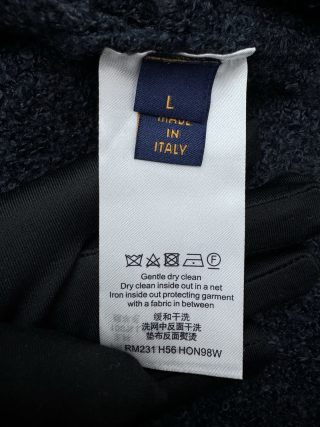 L
MADE
IN
ITALY
Gentle dry clean
Dry clean inside out in a net
Iron inside out protecting garment
with a fabric in between
缓和干洗
洗网中反面干洗
垫布反面熨烫
RM231 H56 HON98W